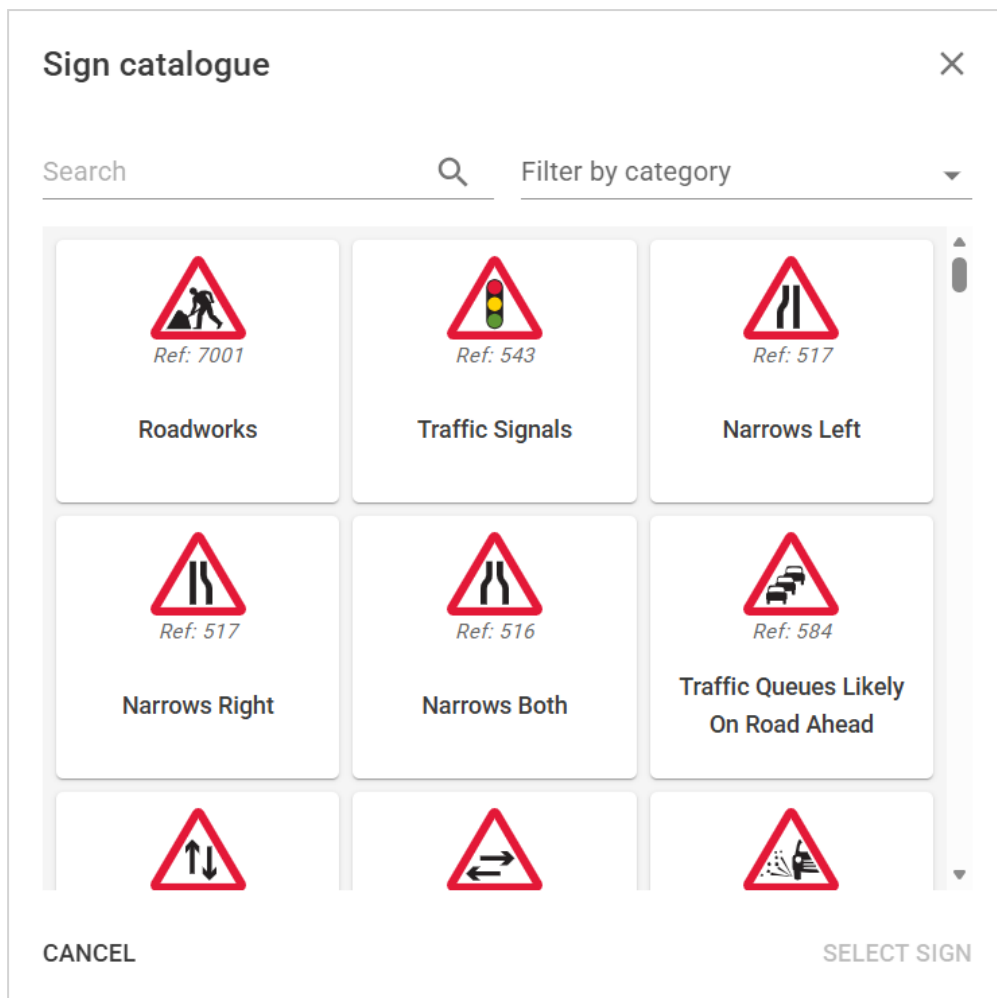 Sign catalogue
Search
Filter by category
Ref: 7001
Roadworks
Ref: 543
Traffic Signals
Ref: 517
Narrows Left
Ref: 517
Narrows Right
Ref: 516
Narrows Both
Ref: 584
Traffic Queues Likely
On Road Ahead
CANCEL
SELECT SIGN